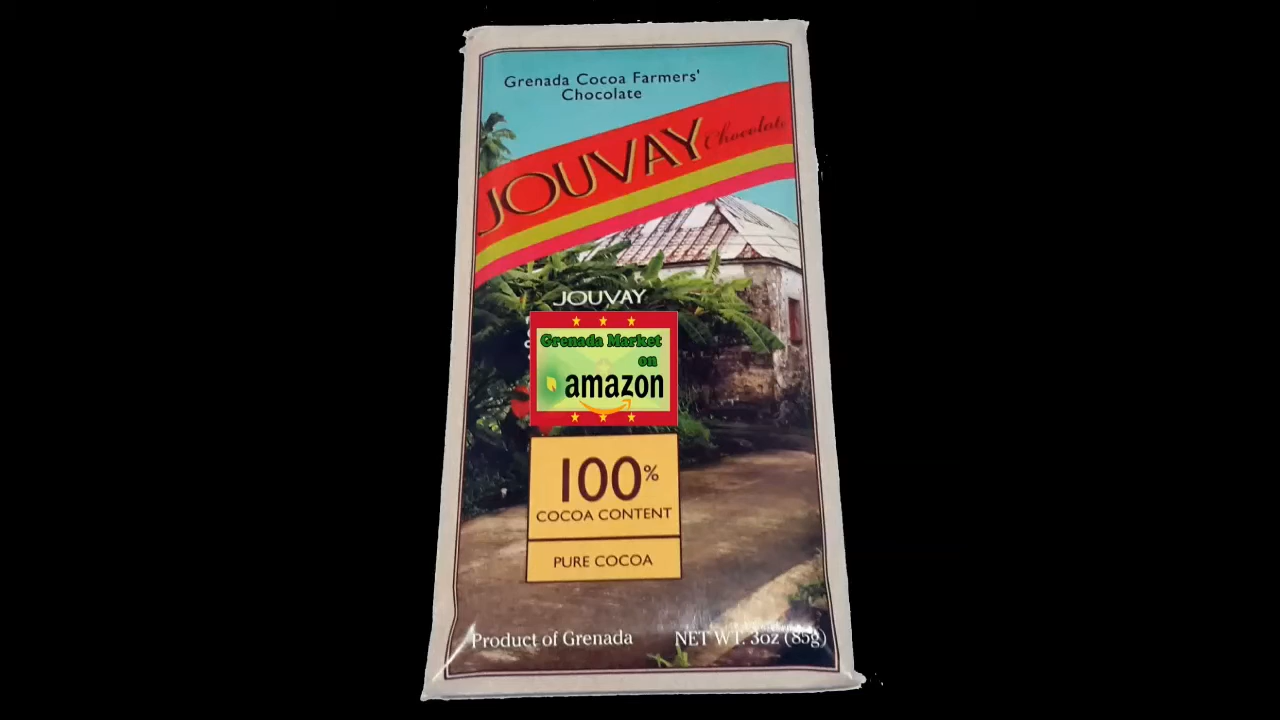 Grenada Cocoa Farmers'
Chocolate
JOUVAY Chocolate
JOUVAY
Grenada Market
on
amazon
100%
COCOA CONTENT
PURE COCOA
Product of Grenada
NET WT. 3oz (85g)